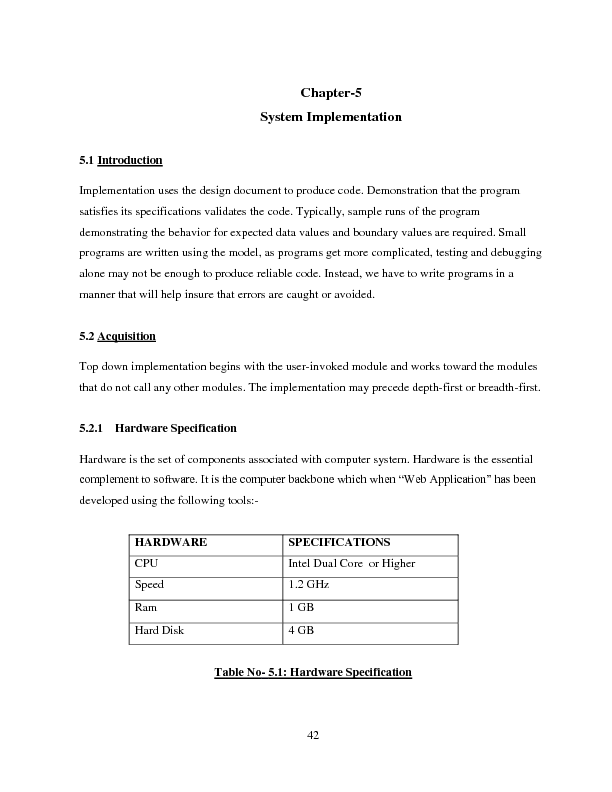 Chapter-5
System Implementation
5.1 Introduction
Implementation uses the design document to produce code. Demonstration that the program
satisfies its specifications validates the code. Typically, sample runs of the program
demonstrating the behavior for expected data values and boundary values are required. Small
programs are written using the model, as programs get more complicated, testing and debugging
alone may not be enough to produce reliable code. Instead, we have to write programs in a
manner that will help insure that errors are caught or avoided.
5.2 Acquisition
Top down implementation begins with the user-invoked module and works toward the modules
that do not call any other modules. The implementation may precede depth-first or breadth-first.
5.2.1 Hardware Specification
Hardware is the set of components associated with computer system. Hardware is the essential
complement to software. It is the computer backbone which when “Web Application” has been
developed using the following tools:-
HARDWARE SPECIFICATIONS
CPU Intel Dual Core or Higher
Speed 1.2 GHz
Ram 1 GB
Hard Disk 4 GB
Table No- 5.1: Hardware Specification
42